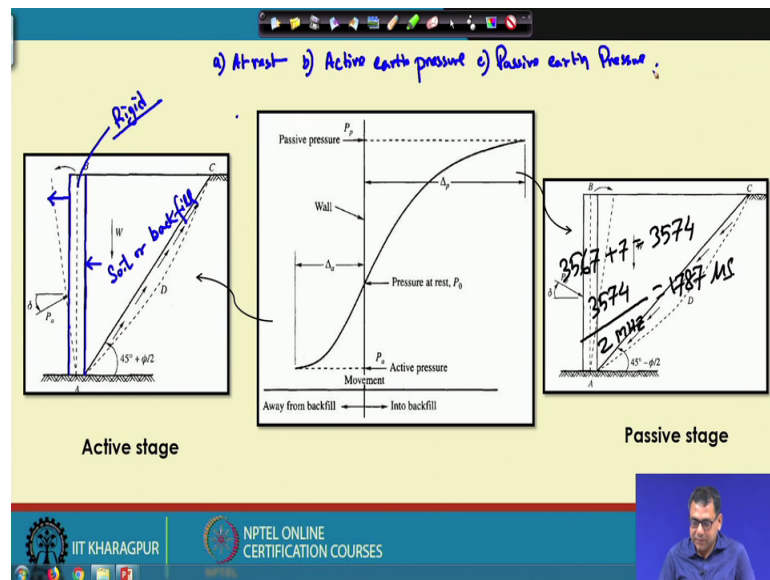 a) At rest b) Active earth pressure c) Passive earth Pressure
Rigid
B
C
W
Soil or backfill
D
δ
Pa
45° + φ/2
A
Active stage
Passive pressure
Pp
Δp
Wall
Δa
Pressure at rest, P0
Pa
Active pressure
Movement
Away from backfill
Into backfill
B
C
3567 + 7 = 3574
3574
2 MHz
= 1787 μs
D
δ
45° − φ/2
A
Passive stage
IIT KHARAGPUR
NPTEL ONLINE
CERTIFICATION COURSES